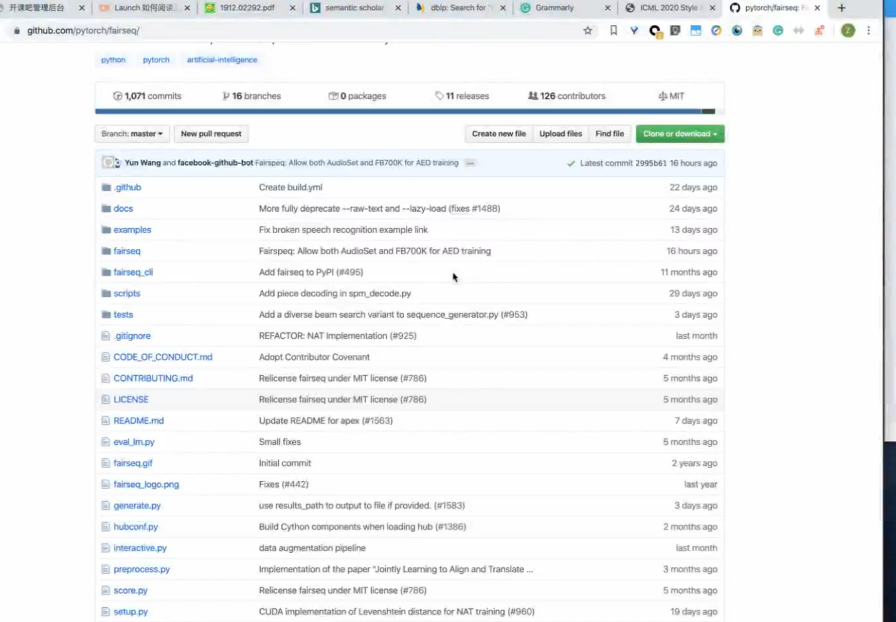 开课吧管理后台 Launch 如何阅读 1912.02292.pdf semantic scholar dblp: Search for Grammarly ICML 2020 Style pytorch/fairseq: F
github.com/pytorch/fairseq/
python pytorch artificial-intelligence
1,071 commits 16 branches 0 packages 11 releases 126 contributors MIT
Branch: master New pull request Create new file Upload files Find file Clone or download
Yun Wang and facebook-github-bot Fairspeq: Allow both AudioSet and FB700K for AED training ... Latest commit 2995b61 16 hours ago
.github Create build.yml 22 days ago
docs More fully deprecate --raw-text and --lazy-load (fixes #1488) 24 days ago
examples Fix broken speech recognition example link 13 days ago
fairseq Fairspeq: Allow both AudioSet and FB700K for AED training 16 hours ago
fairseq_cli Add fairseq to PyPI (#495) 11 months ago
scripts Add piece decoding in spm_decode.py 29 days ago
tests Add a diverse beam search variant to sequence_generator.py (#953) 3 days ago
.gitignore REFACTOR: NAT Implementation (#925) last month
CODE_OF_CONDUCT.md Adopt Contributor Covenant 4 months ago
CONTRIBUTING.md Relicense fairseq under MIT license (#786) 5 months ago
LICENSE Relicense fairseq under MIT license (#786) 5 months ago
README.md Update README for apex (#1563) 7 days ago
eval_lm.py Small fixes 5 months ago
fairseq.gif Initial commit 2 years ago
fairseq_logo.png Fixes (#442) last year
generate.py use results_path to output to file if provided. (#1583) 3 days ago
hubconf.py Build Cython components when loading hub (#1386) 2 months ago
interactive.py data augmentation pipeline last month
preprocess.py Implementation of the paper "Jointly Learning to Align and Translate ... 3 months ago
score.py Relicense fairseq under MIT license (#786) 5 months ago
setup.py CUDA implementation of Levenshtein distance for NAT training (#960) 19 days ago